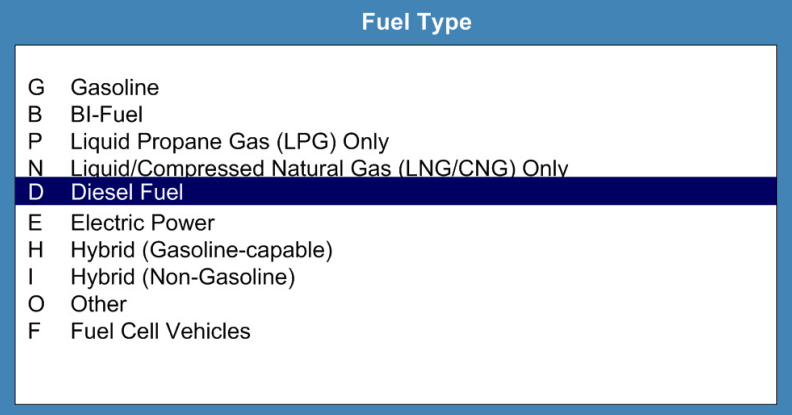 Fuel Type
G Gasoline
B BI-Fuel
P Liquid Propane Gas (LPG) Only
N Liquid/Compressed Natural Gas (LNG/CNG) Only
D Diesel Fuel
E Electric Power
H Hybrid (Gasoline-capable)
I Hybrid (Non-Gasoline)
O Other
F Fuel Cell Vehicles